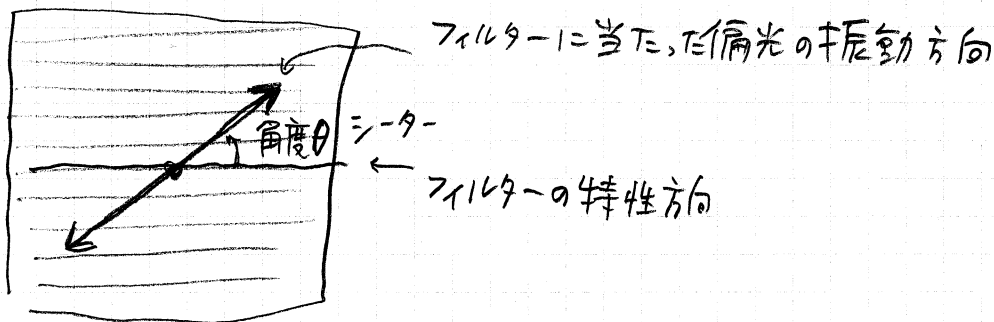 フィルターに当たった偏光の振動方向
角度θ シーター
フィルターの特性方向